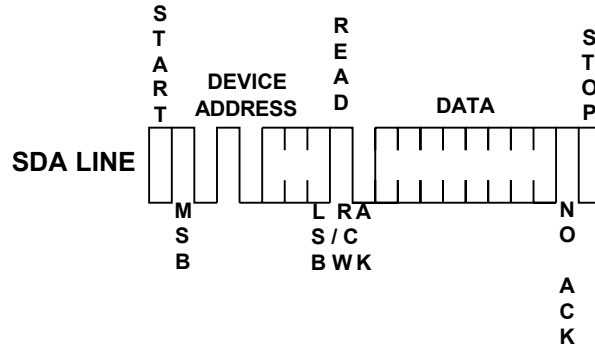 START
DEVICE
ADDRESS
READ
DATA
STOP
SDA LINE
MSB
LSB
R/W
ACK
NO ACK